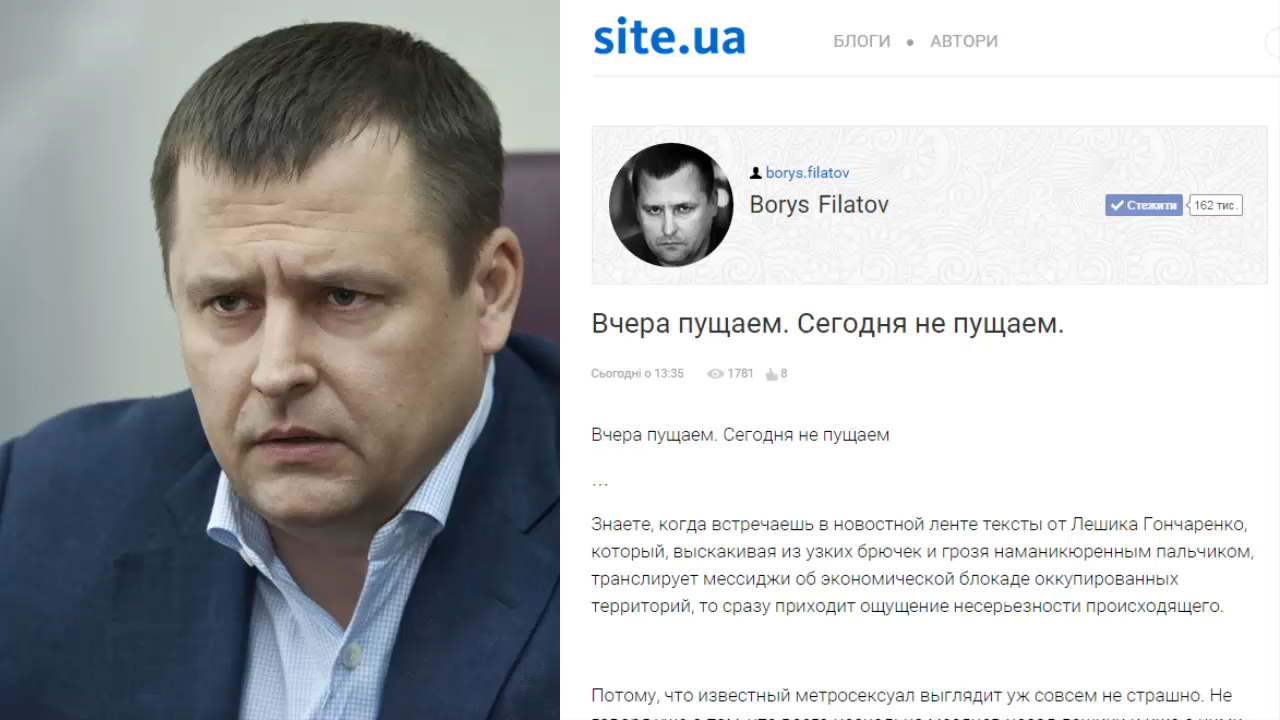 site.ua
БЛОГИ • АВТОРИ
borys.filatov
Borys Filatov
Стежити
162 тис.
Вчера пущаем. Сегодня не пущаем.
Сьогодні о 13:35 1781 8
Вчера пущаем. Сегодня не пущаем
...
Знаете, когда встречаешь в новостной ленте тексты от Лешика Гончаренко,
который, выскакивая из узких брючек и грозя наманикюренным пальчиком,
транслирует мессиджи об экономической блокаде оккупированных
территорий, то сразу приходит ощущение несерьезности происходящего.
Потому, что известный метросексуал выглядит уж совсем не страшно. Не